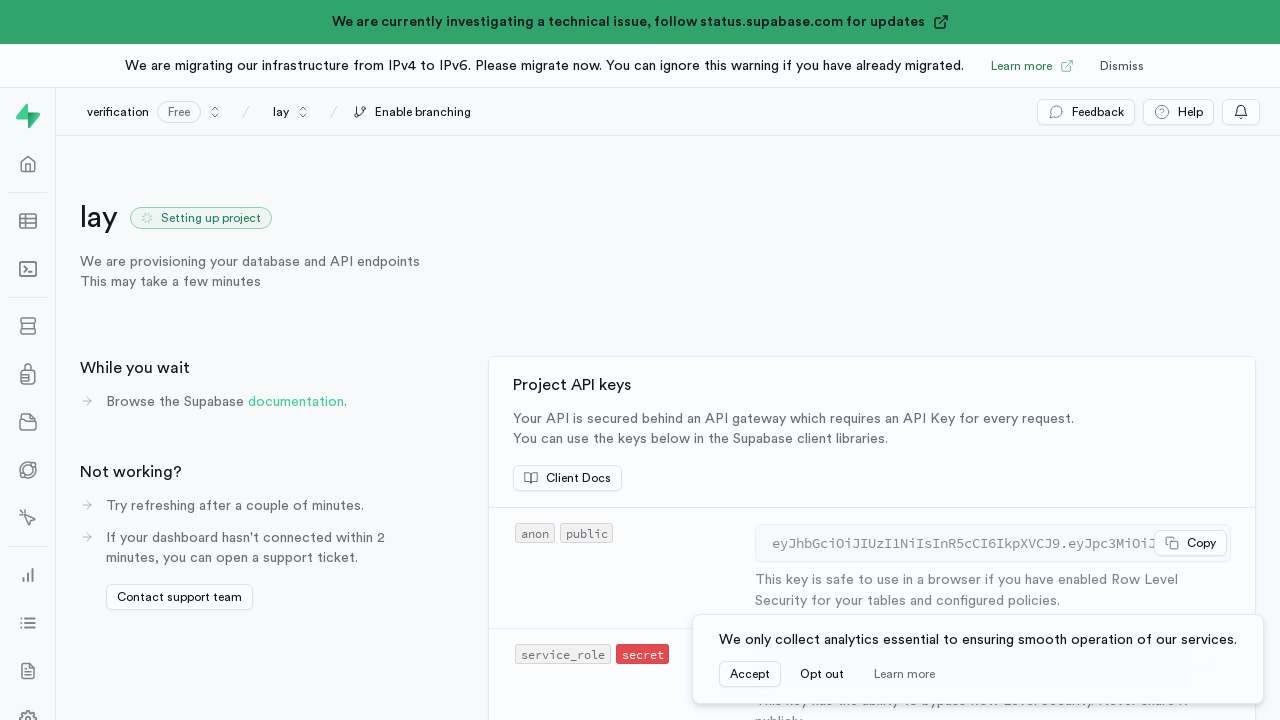 We are currently investigating a technical issue, follow status.supabase.com for updates
We are migrating our infrastructure from IPv4 to IPv6. Please migrate now. You can ignore this warning if you have already migrated. Learn more Dismiss
verification Free / lay / Enable branching Feedback Help
lay Setting up project
We are provisioning your database and API endpoints
This may take a few minutes
While you wait
Browse the Supabase documentation.
Not working?
Try refreshing after a couple of minutes.
If your dashboard hasn't connected within 2
minutes, you can open a support ticket.
Contact support team
Project API keys
Your API is secured behind an API gateway which requires an API Key for every request.
You can use the keys below in the Supabase client libraries.
Client Docs
anon public
eyJhbGciOiJIUzI1NiIsInR5cCI6IkpXVCJ9.eyJpc3MiOiJ Copy
This key is safe to use in a browser if you have enabled Row Level
Security for your tables and configured policies.
service_role secret
We only collect analytics essential to ensuring smooth operation of our services.
Accept Opt out Learn more